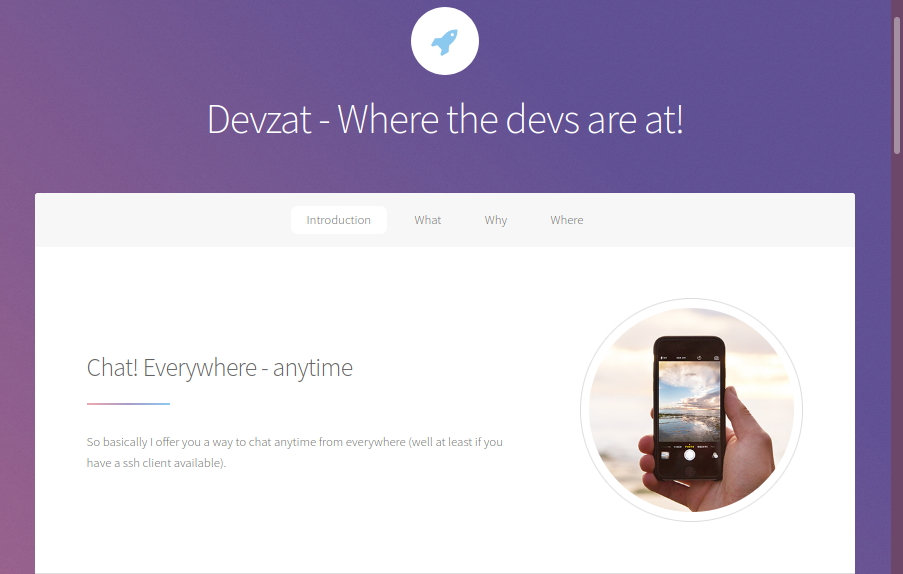 Devzat - Where the devs are at!
Introduction What Why Where
Chat! Everywhere - anytime
So basically I offer you a way to chat anytime from everywhere (well at least if you
have a ssh client available).